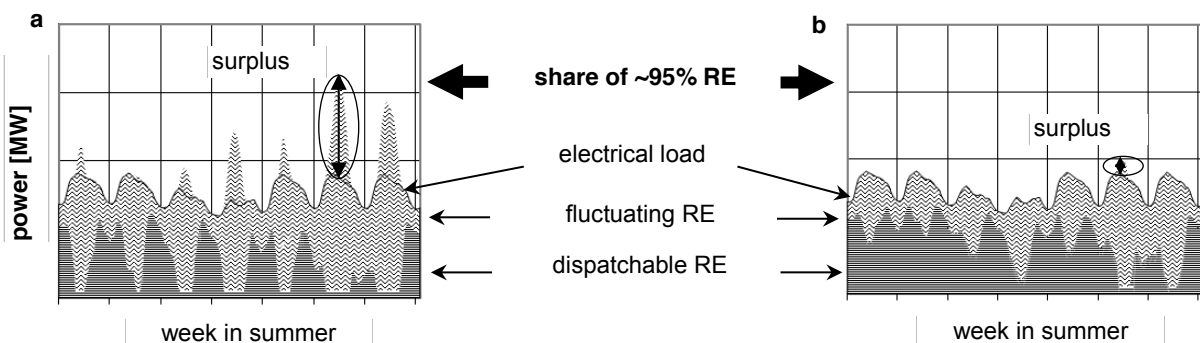 a
b
surplus
share of ~95% RE
surplus
power [MW]
electrical load
fluctuating RE
dispatchable RE
week in summer
week in summer